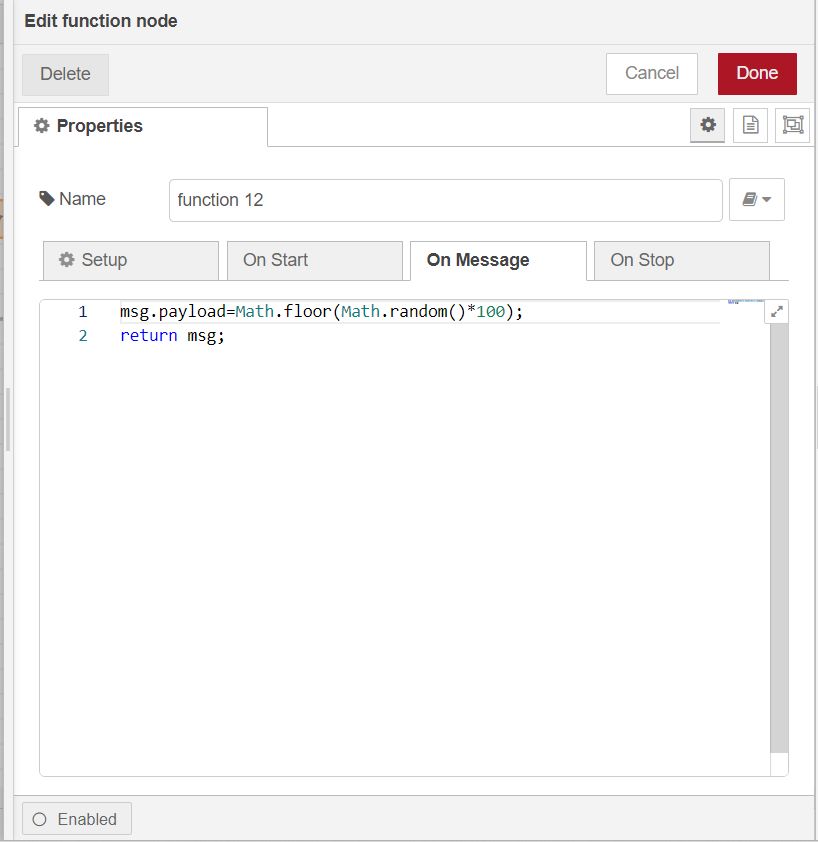 Edit function node
Delete
Cancel
Done
Properties
Name
function 12
Setup
On Start
On Message
On Stop
1 msg.payload=Math.floor(Math.random()*100);
2 return msg;
Enabled